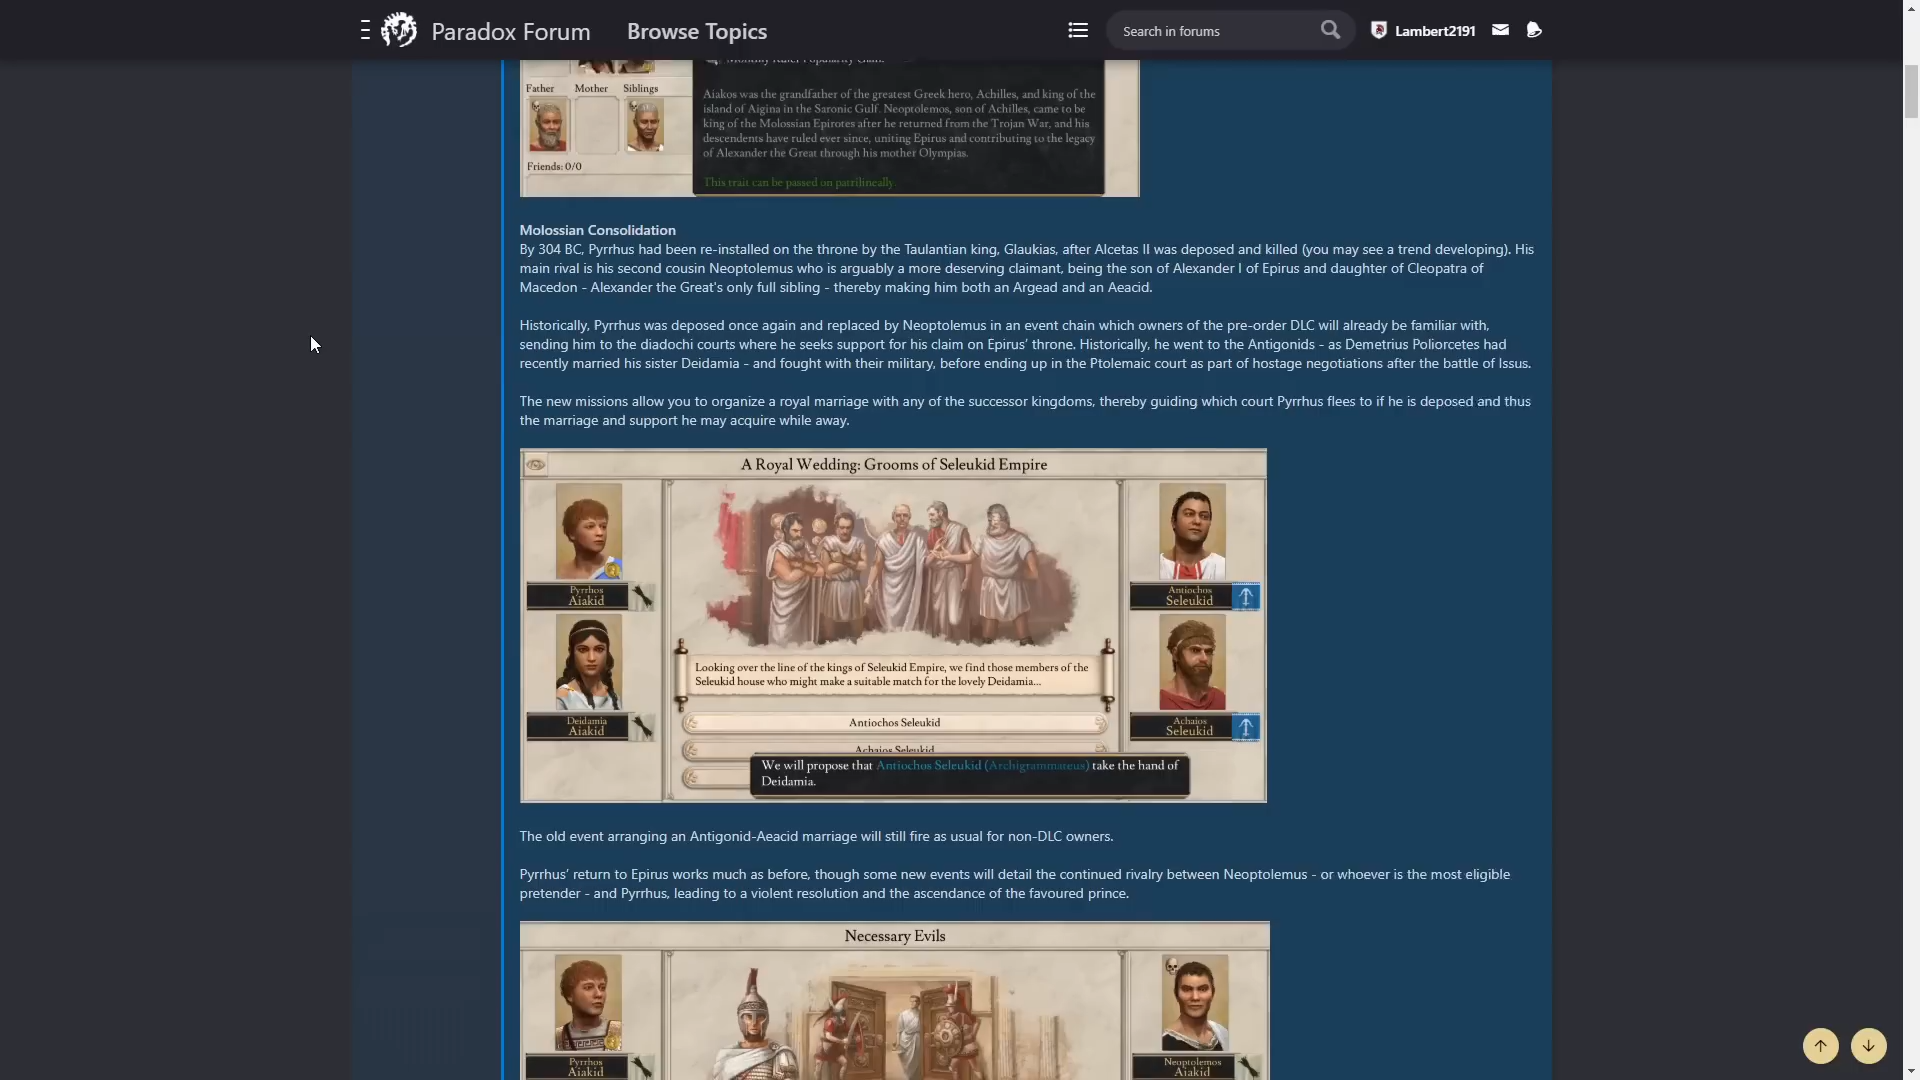 Paradox Forum
Browse Topics
Search in forums
Lambert2191
Monthly Ruler Popularity Gain:
Father Mother Siblings
Friends: 0/0
Aiakos was the grandfather of the greatest Greek hero, Achilles, and king of the
island of Aigina in the Saronic Gulf. Neoptolemos, son of Achilles, came to be
king of the Molossian Epirotes after he returned from the Trojan War, and his
descendents have ruled ever since, uniting Epirus and contributing to the legacy
of Alexander the Great through his mother Olympias.
This trait can be passed on patrilineally
Molossian Consolidation
By 304 BC, Pyrrhus had been re-installed on the throne by the Taulantian king, Glaukias, after Alcetas II was deposed and killed (you may see a trend developing). His
main rival is his second cousin Neoptolemus who is arguably a more deserving claimant, being the son of Alexander I of Epirus and daughter of Cleopatra of
Macedon - Alexander the Great's only full sibling - thereby making him both an Argead and an Aeacid.
Historically, Pyrrhus was deposed once again and replaced by Neoptolemus in an event chain which owners of the pre-order DLC will already be familiar with,
sending him to the diadochi courts where he seeks support for his claim on Epirus’ throne. Historically, he went to the Antigonids - as Demetrius Poliorcetes had
recently married his sister Deidamia - and fought with their military, before ending up in the Ptolemaic court as part of hostage negotiations after the battle of Issus.
The new missions allow you to organize a royal marriage with any of the successor kingdoms, thereby guiding which court Pyrrhus flees to if he is deposed and thus
the marriage and support he may acquire while away.
A Royal Wedding: Grooms of Seleukid Empire
Pyrrhos
Aiakid
Antiochos
Seleukid
Deidamia
Aiakid
Achaios
Seleukid
Looking over the line of the kings of Seleukid Empire, we find those members of the
Seleukid house who might make a suitable match for the lovely Deidamia...
Antiochos Seleukid
Achaios Seleukid
We will propose that Antiochos Seleukid (Archigrammateus) take the hand of
Deidamia.
The old event arranging an Antigonid-Aeacid marriage will still fire as usual for non-DLC owners.
Pyrrhus’ return to Epirus works much as before, though some new events will detail the continued rivalry between Neoptolemus - or whoever is the most eligible
pretender - and Pyrrhus, leading to a violent resolution and the ascendance of the favoured prince.
Necessary Evils
Pyrrhos
Aiakid
Neoptolemos
Aiakid